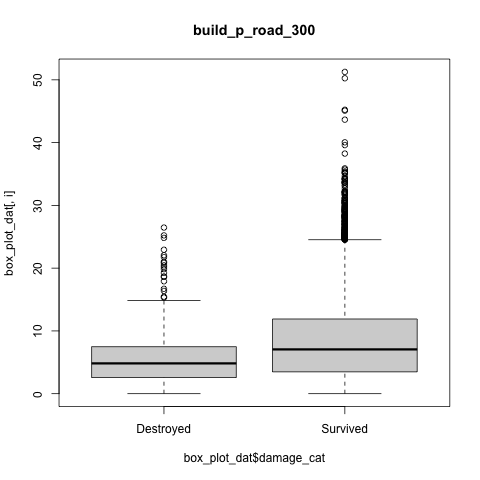 build_p_road_300
box_plot_dat[, i]
50
40
30
20
10
0
Destroyed Survived
box_plot_dat$damage_cat